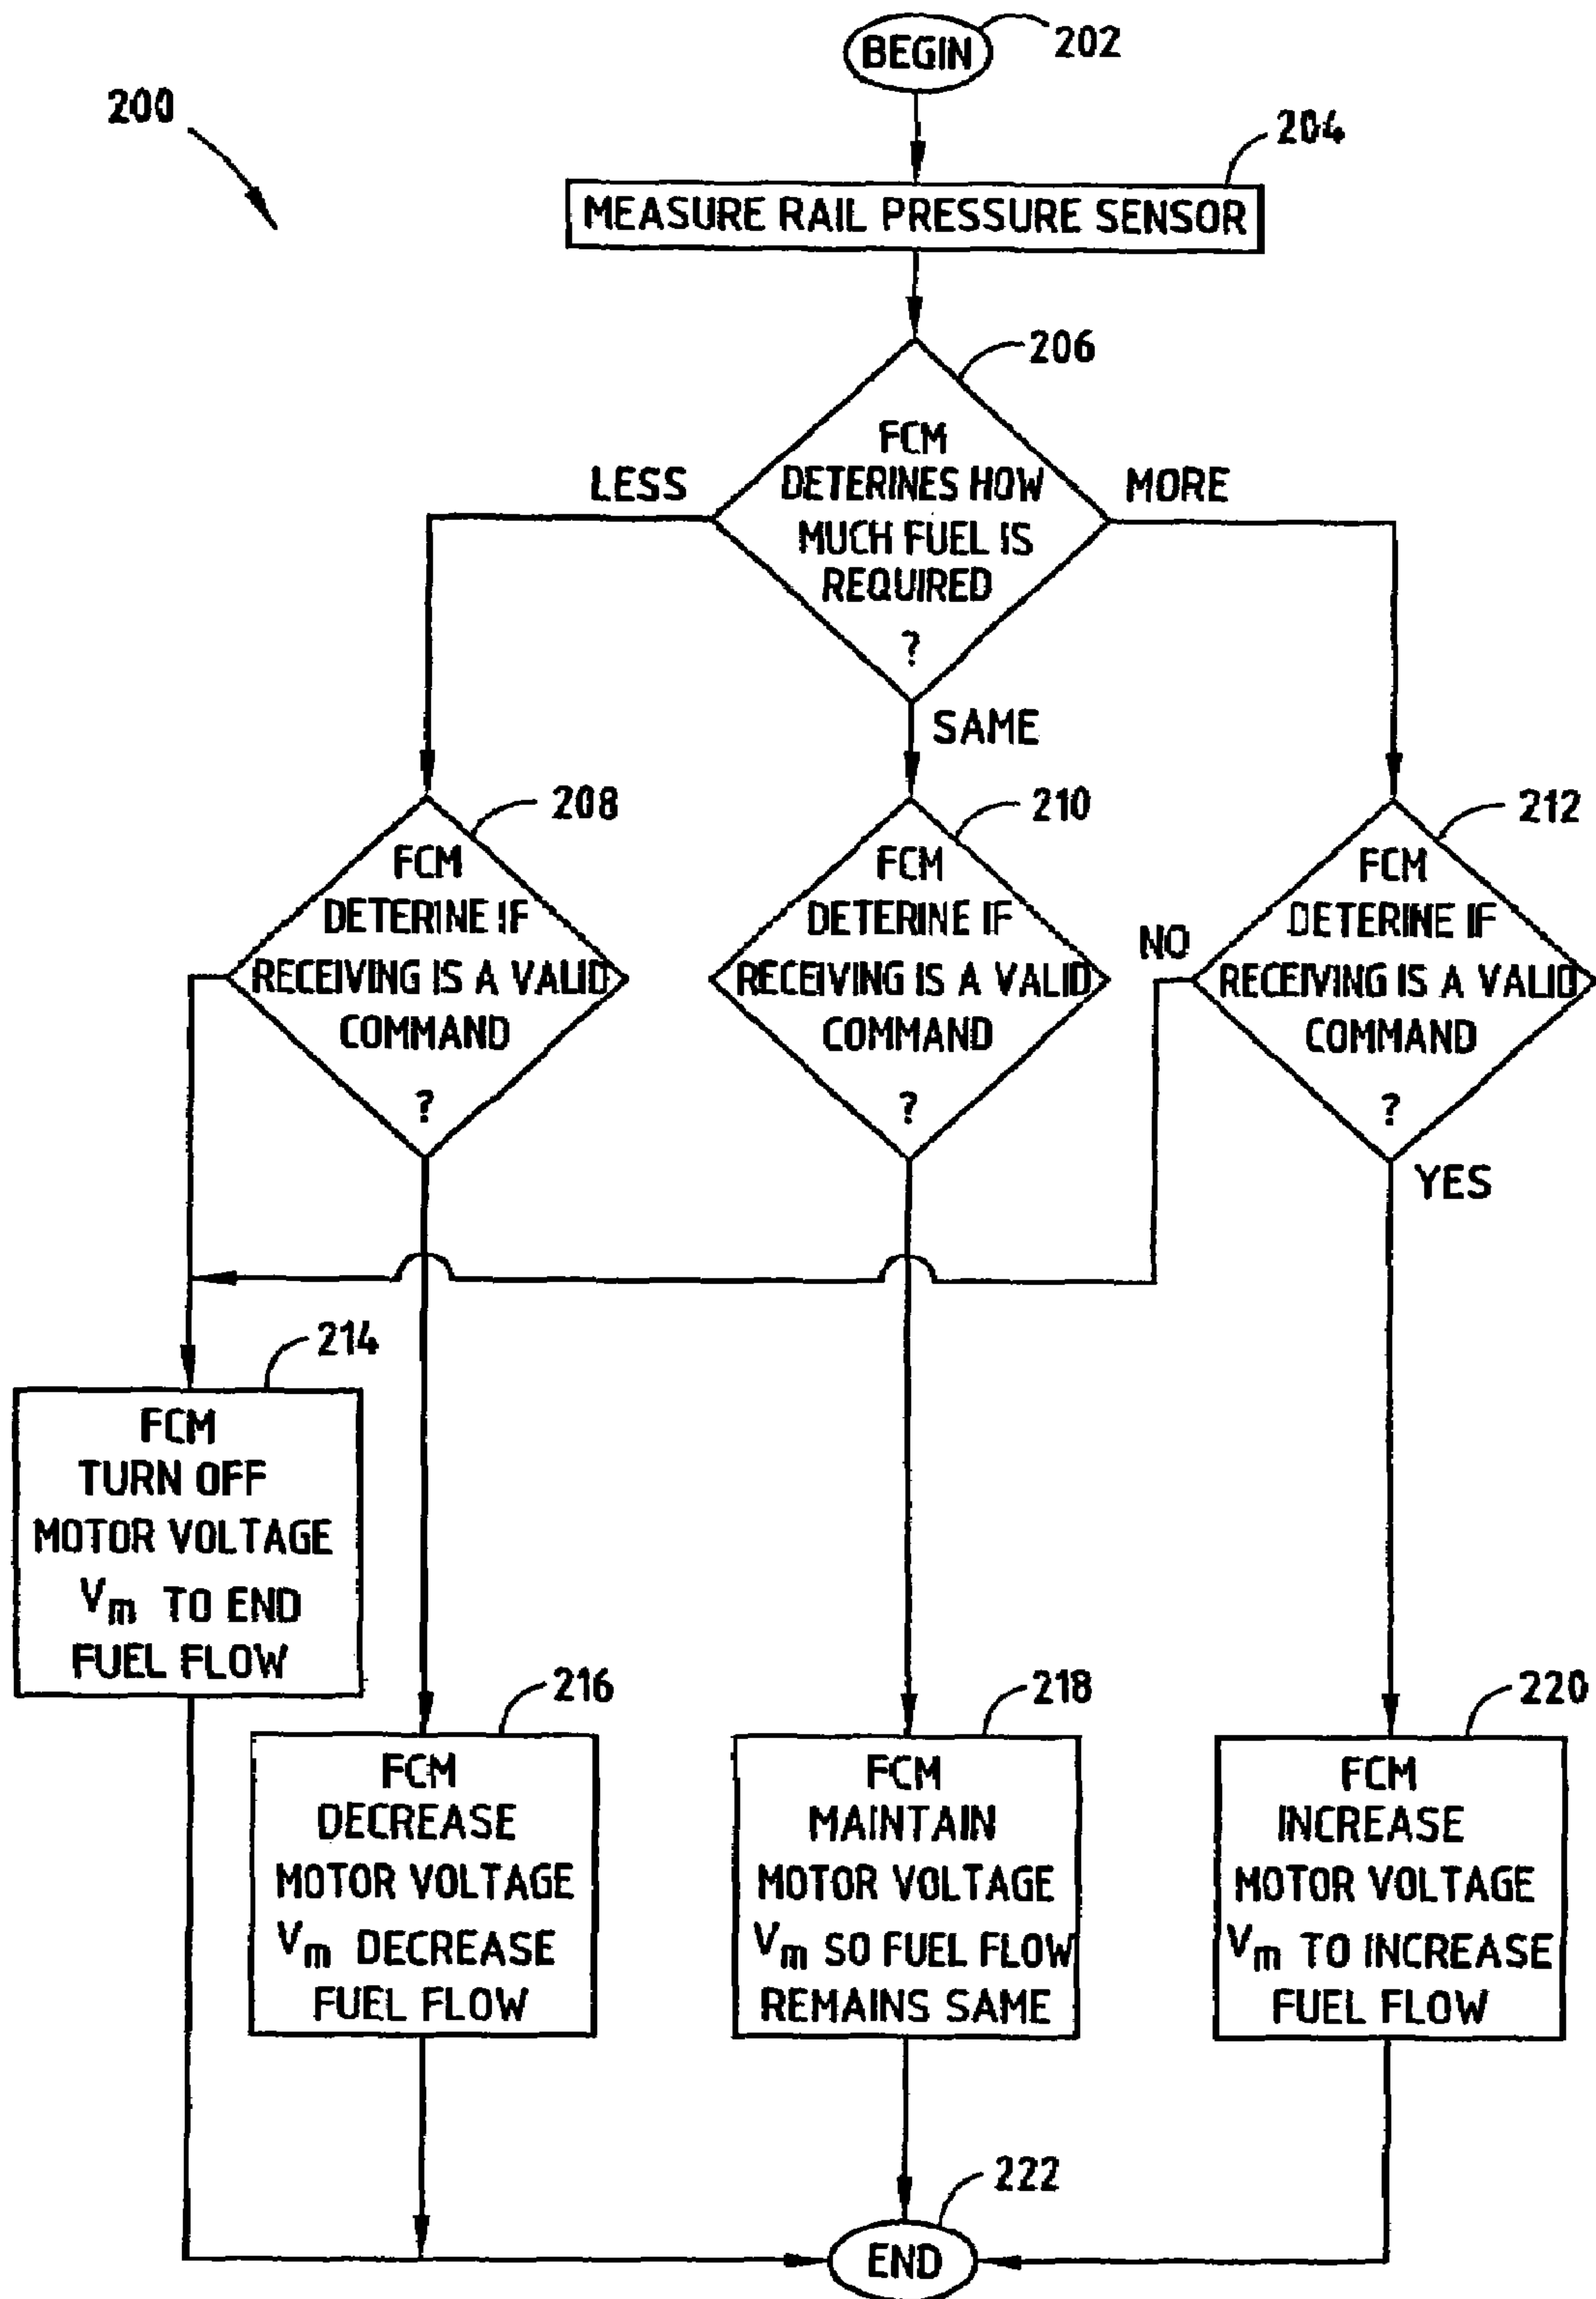 BEGIN
202
200
204
MEASURE RAIL PRESSURE SENSOR
206
FCM
DETERINES HOW
MUCH FUEL IS
REQUIRED
?
LESS
MORE
SAME
208
FCM
DETERINE IF
RECEIVING IS A VALID
COMMAND
?
210
FCM
DETERINE IF
RECEIVING IS A VALID
COMMAND
?
212
FCM
DETERINE IF
RECEIVING IS A VALID
COMMAND
?
NO
YES
214
FCM
TURN OFF
MOTOR VOLTAGE
Vm TO END
FUEL FLOW
216
FCM
DECREASE
MOTOR VOLTAGE
Vm DECREASE
FUEL FLOW
218
FCM
MAINTAIN
MOTOR VOLTAGE
Vm SO FUEL FLOW
REMAINS SAME
220
FCM
INCREASE
MOTOR VOLTAGE
Vm TO INCREASE
FUEL FLOW
222
END